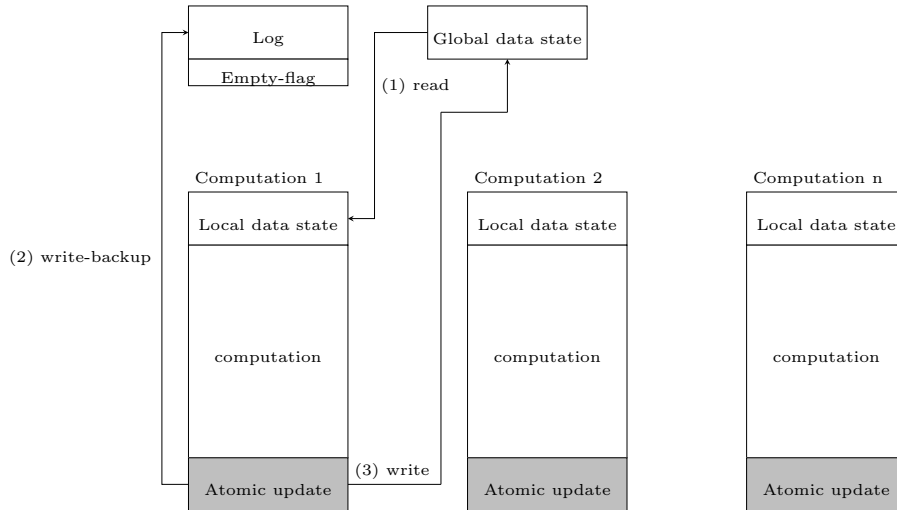 Log
Global data state
Empty-flag
(1) read
Computation 1
Computation 2
Computation n
Local data state
Local data state
Local data state
(2) write-backup
computation
computation
computation
(3) write
Atomic update
Atomic update
Atomic update